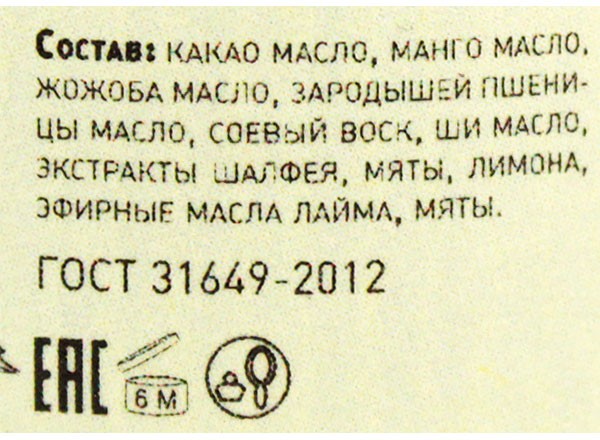 Состав: какао масло, манго масло,
жожоба масло, зародышей пшени-
цы масло, соевый воск, ши масло,
экстракты шалфея, мяты, лимона,
эфирные масла лайма, мяты.
ГОСТ 31649-2012
ЕАС 6 М